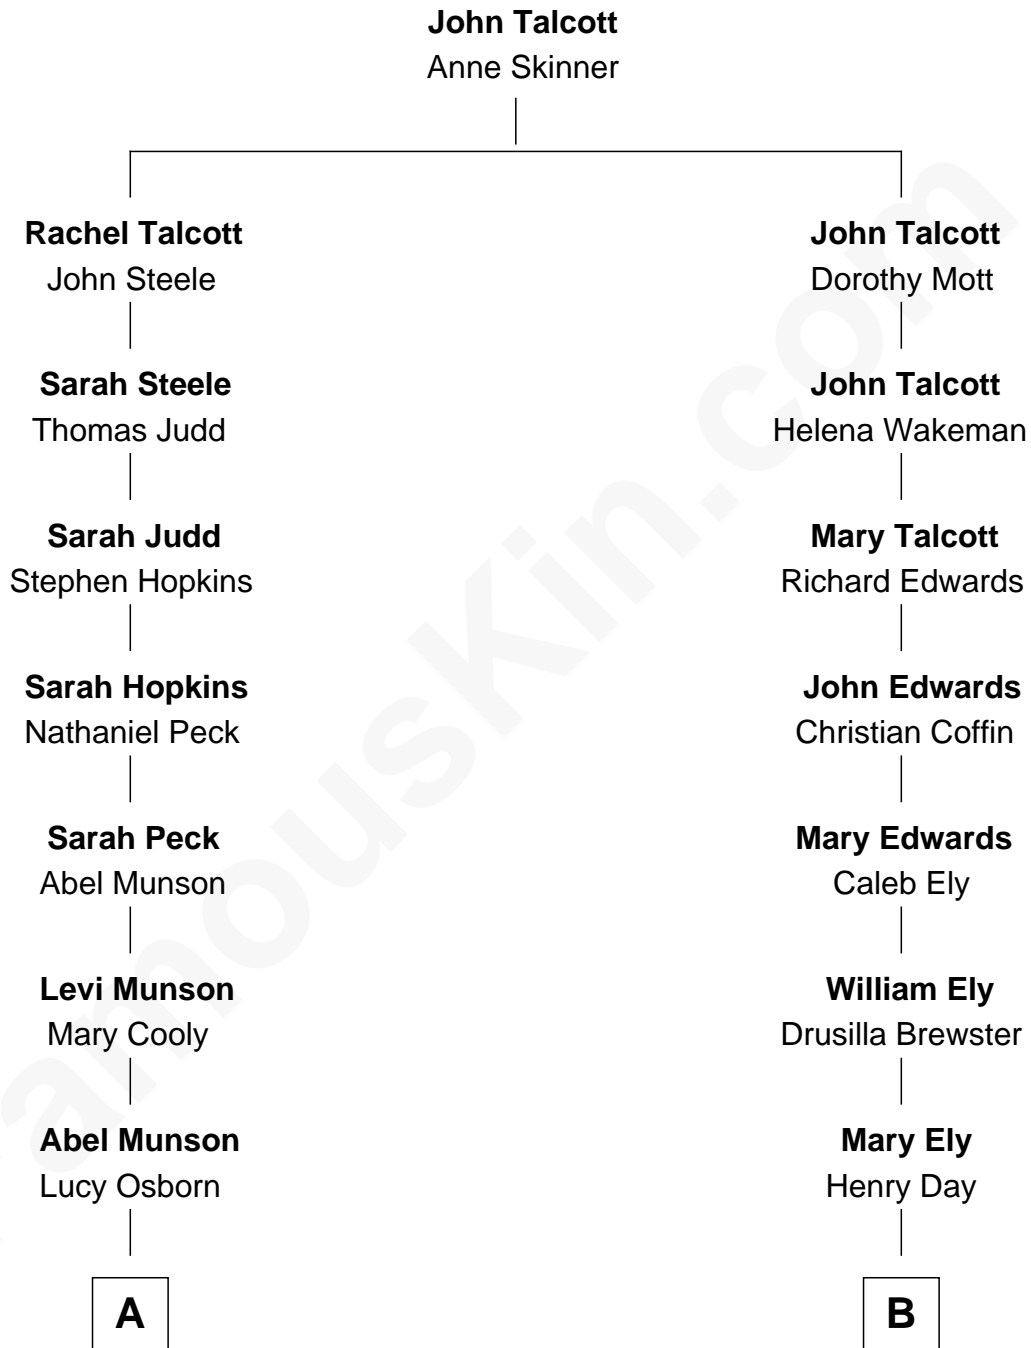 John Talcott
Anne Skinner
Rachel Talcott
John Steele
John Talcott
Dorothy Mott
Sarah Steele
Thomas Judd
John Talcott
Helena Wakeman
Sarah Judd
Stephen Hopkins
Mary Talcott
Richard Edwards
Sarah Hopkins
Nathaniel Peck
John Edwards
Christian Coffin
Sarah Peck
Abel Munson
Mary Edwards
Caleb Ely
Levi Munson
Mary Cooly
William Ely
Drusilla Brewster
Abel Munson
Lucy Osborn
Mary Ely
Henry Day
A
B
amouskin.com